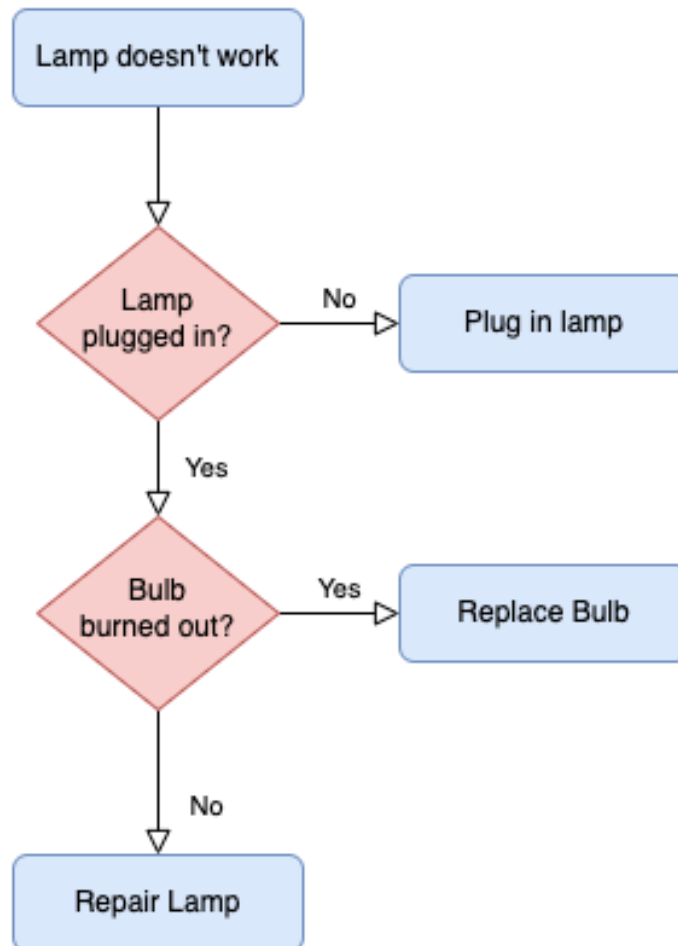 Lamp doesn't work
Lamp
plugged in?
No
Plug in lamp
Yes
Bulb
burned out?
Yes
Replace Bulb
No
Repair Lamp